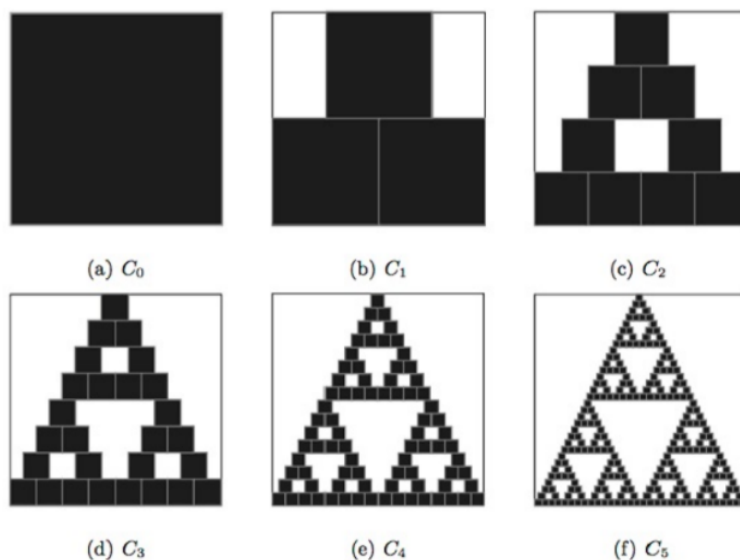 (a) C₀
(b) C₁
(c) C₂
(d) C₃
(e) C₄
(f) C₅